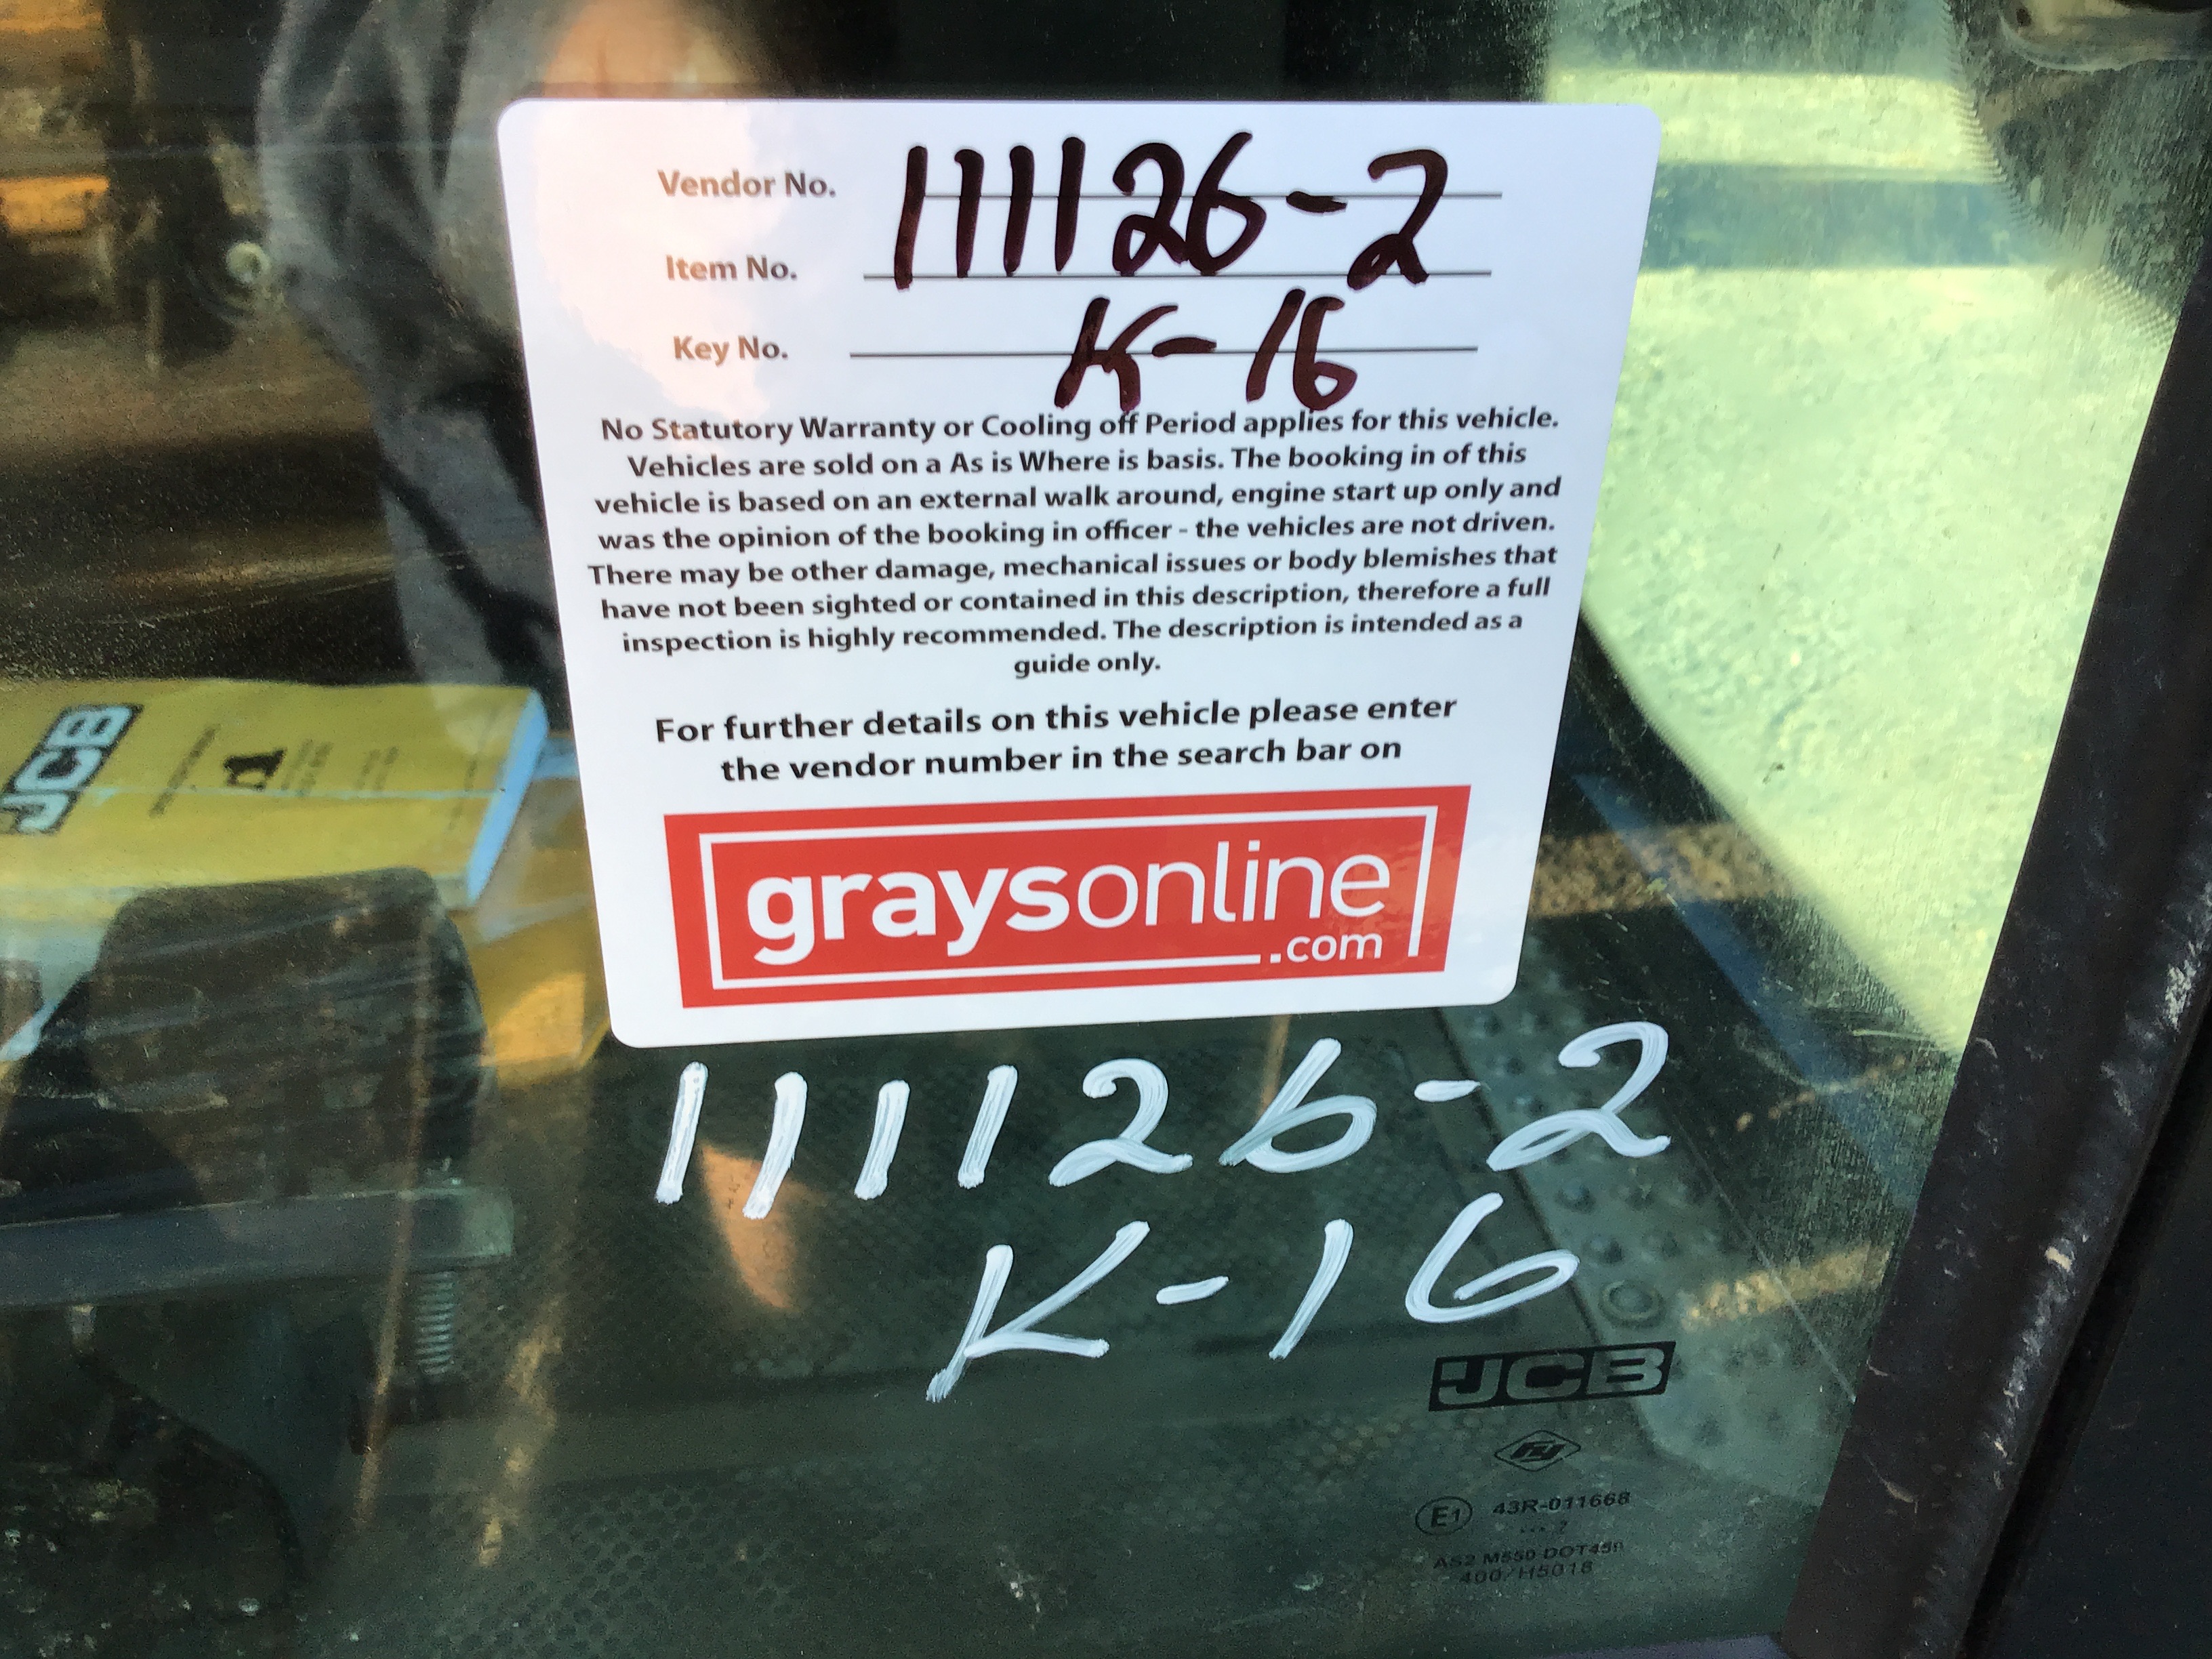 Vendor No. 111126-2
Item No.
Key No. K-16
No Statutory Warranty or Cooling off Period applies for this vehicle.
Vehicles are sold on a As is Where is basis. The booking in of this
vehicle is based on an external walk around, engine start up only and
was the opinion of the booking in officer - the vehicles are not driven.
There may be other damage, mechanical issues or body blemishes that
have not been sighted or contained in this description, therefore a full
inspection is highly recommended. The description is intended as a
guide only.
For further details on this vehicle please enter
the vendor number in the search bar on
graysonline
.com
JCB
1
111126-2
K-16
JCB
E1 43R-011668
AS2 M550 DOT459
400/H5018